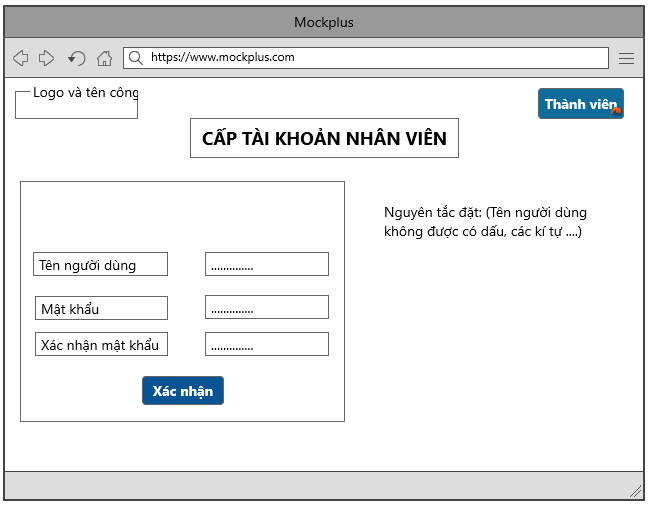 Mockplus
https://www.mockplus.com
Logo và tên công
Thành viên
CẤP TÀI KHOẢN NHÂN VIÊN
Nguyên tắc đặt: (Tên người dùng
không được có dấu, các kí tự ....)
Tên người dùng
..............
Mật khẩu
..............
Xác nhận mật khẩu
..............
Xác nhận